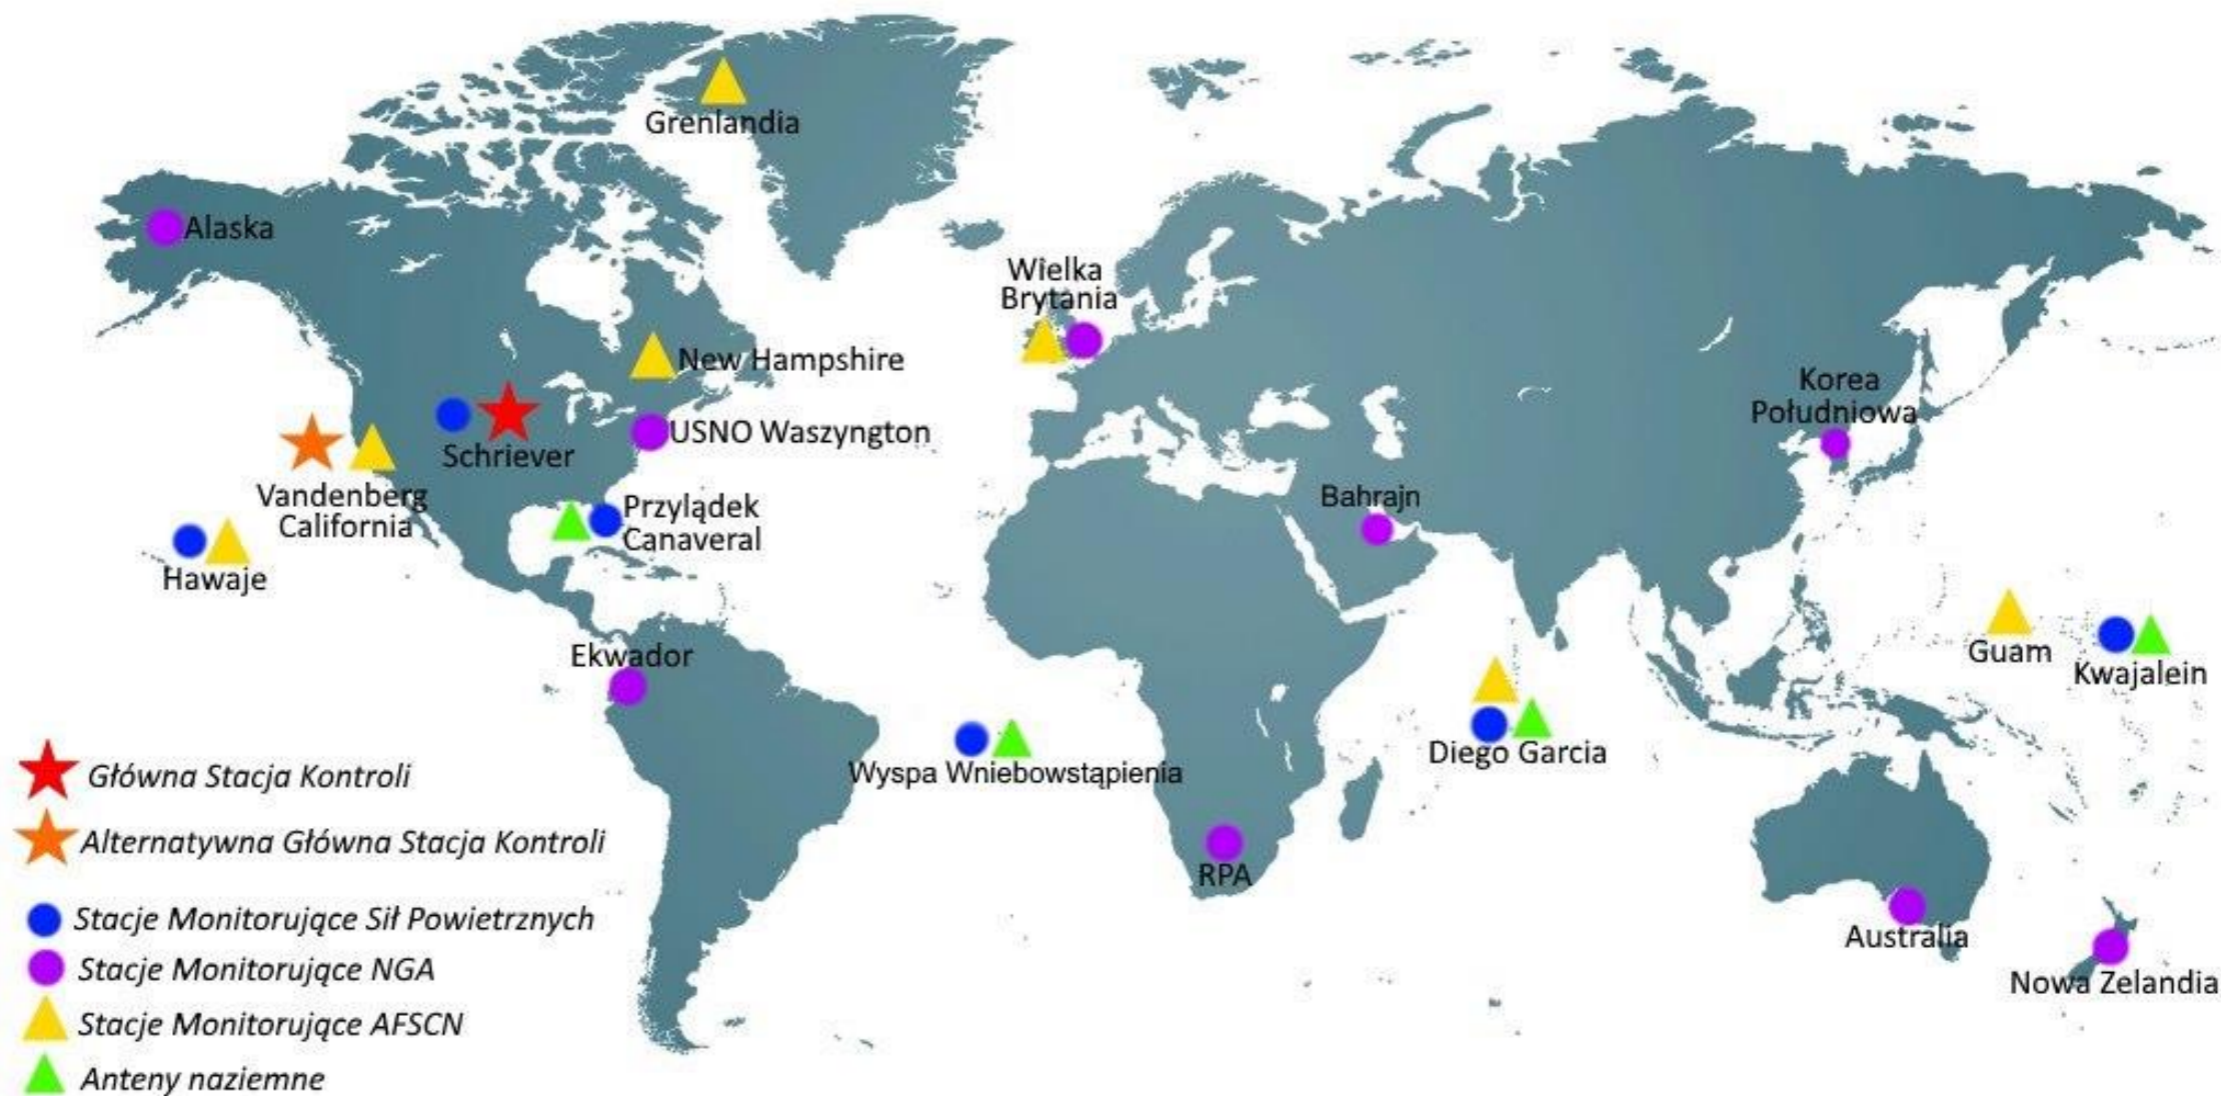 Grenlandia
Alaska
Wielka
Brytania
New Hampshire
Korea
Południowa
USNO Waszyngton
Schriever
Vandenberg
California
Przylądek
Canaveral
Bahrajn
Hawaje
Ekwador
Guam
Kwajalein
Diego Garcia
Wyspa Wniebowstąpienia
RPA
Australia
Nowa Zelandia
Główna Stacja Kontroli
Alternatywna Główna Stacja Kontroli
Stacje Monitorujące Sił Powietrznych
Stacje Monitorujące NGA
Stacje Monitorujące AFSCN
Anteny naziemne